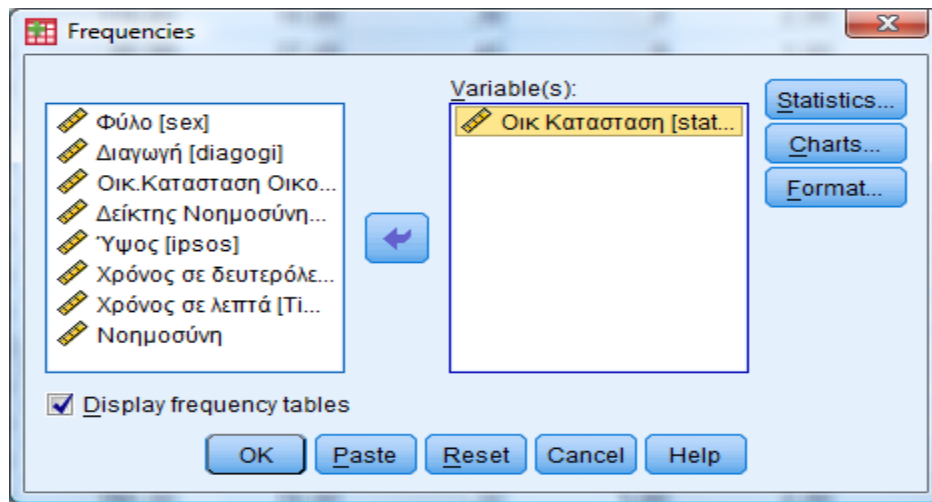 Frequencies
Variable(s):
Φύλο [sex]
Διαγωγή [diagogi]
Οικ.Κατασταση Οικο...
Δείκτης Νοημοσύνη...
Ύψος [ipsos]
Χρόνος σε δευτερόλε...
Χρόνος σε λεπτά [Ti...
Νοημοσύνη
Οικ Κατασταση [stat...
Statistics...
Charts...
Format...
Display frequency tables
OK Paste Reset Cancel Help